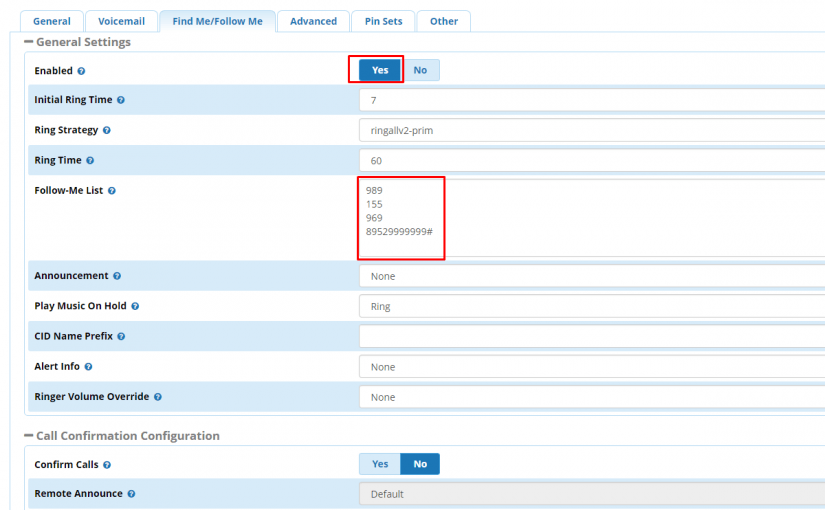 General Voicemail Find Me/Follow Me Advanced Pin Sets Other
General Settings
Enabled Yes No
Initial Ring Time 7
Ring Strategy ringallv2-prim
Ring Time 60
Follow-Me List 989
155
969
89529999999#
Announcement None
Play Music On Hold Ring
CID Name Prefix
Alert Info None
Ringer Volume Override None
Call Confirmation Configuration
Confirm Calls Yes No
Remote Announce Default